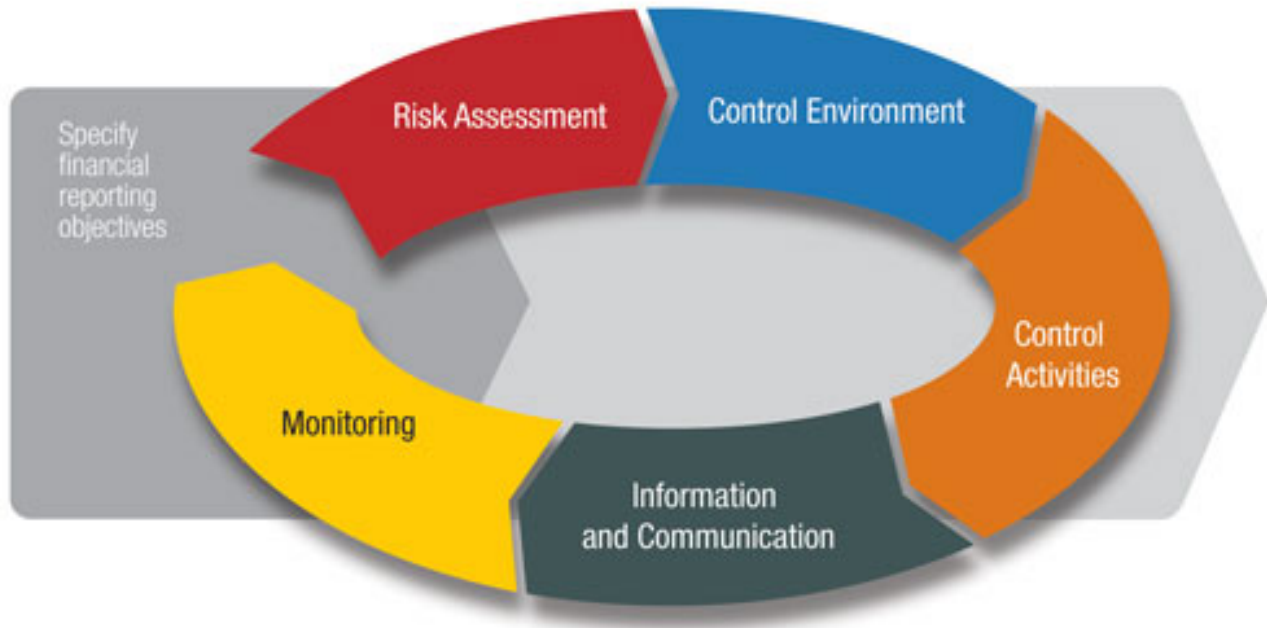 Specify
financial
reporting
objectives
Risk Assessment
Control Environment
Control
Activities
Information
and Communication
Monitoring